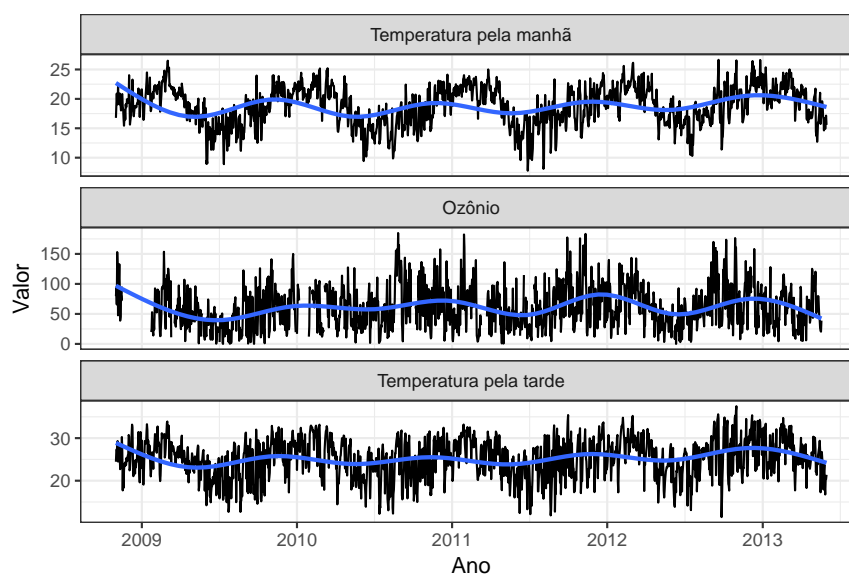 Temperatura pela manhã
25
20
15
10
Ozônio
150
100
50
0
Temperatura pela tarde
30
20
2009 2010 2011 2012 2013
Ano
Valor